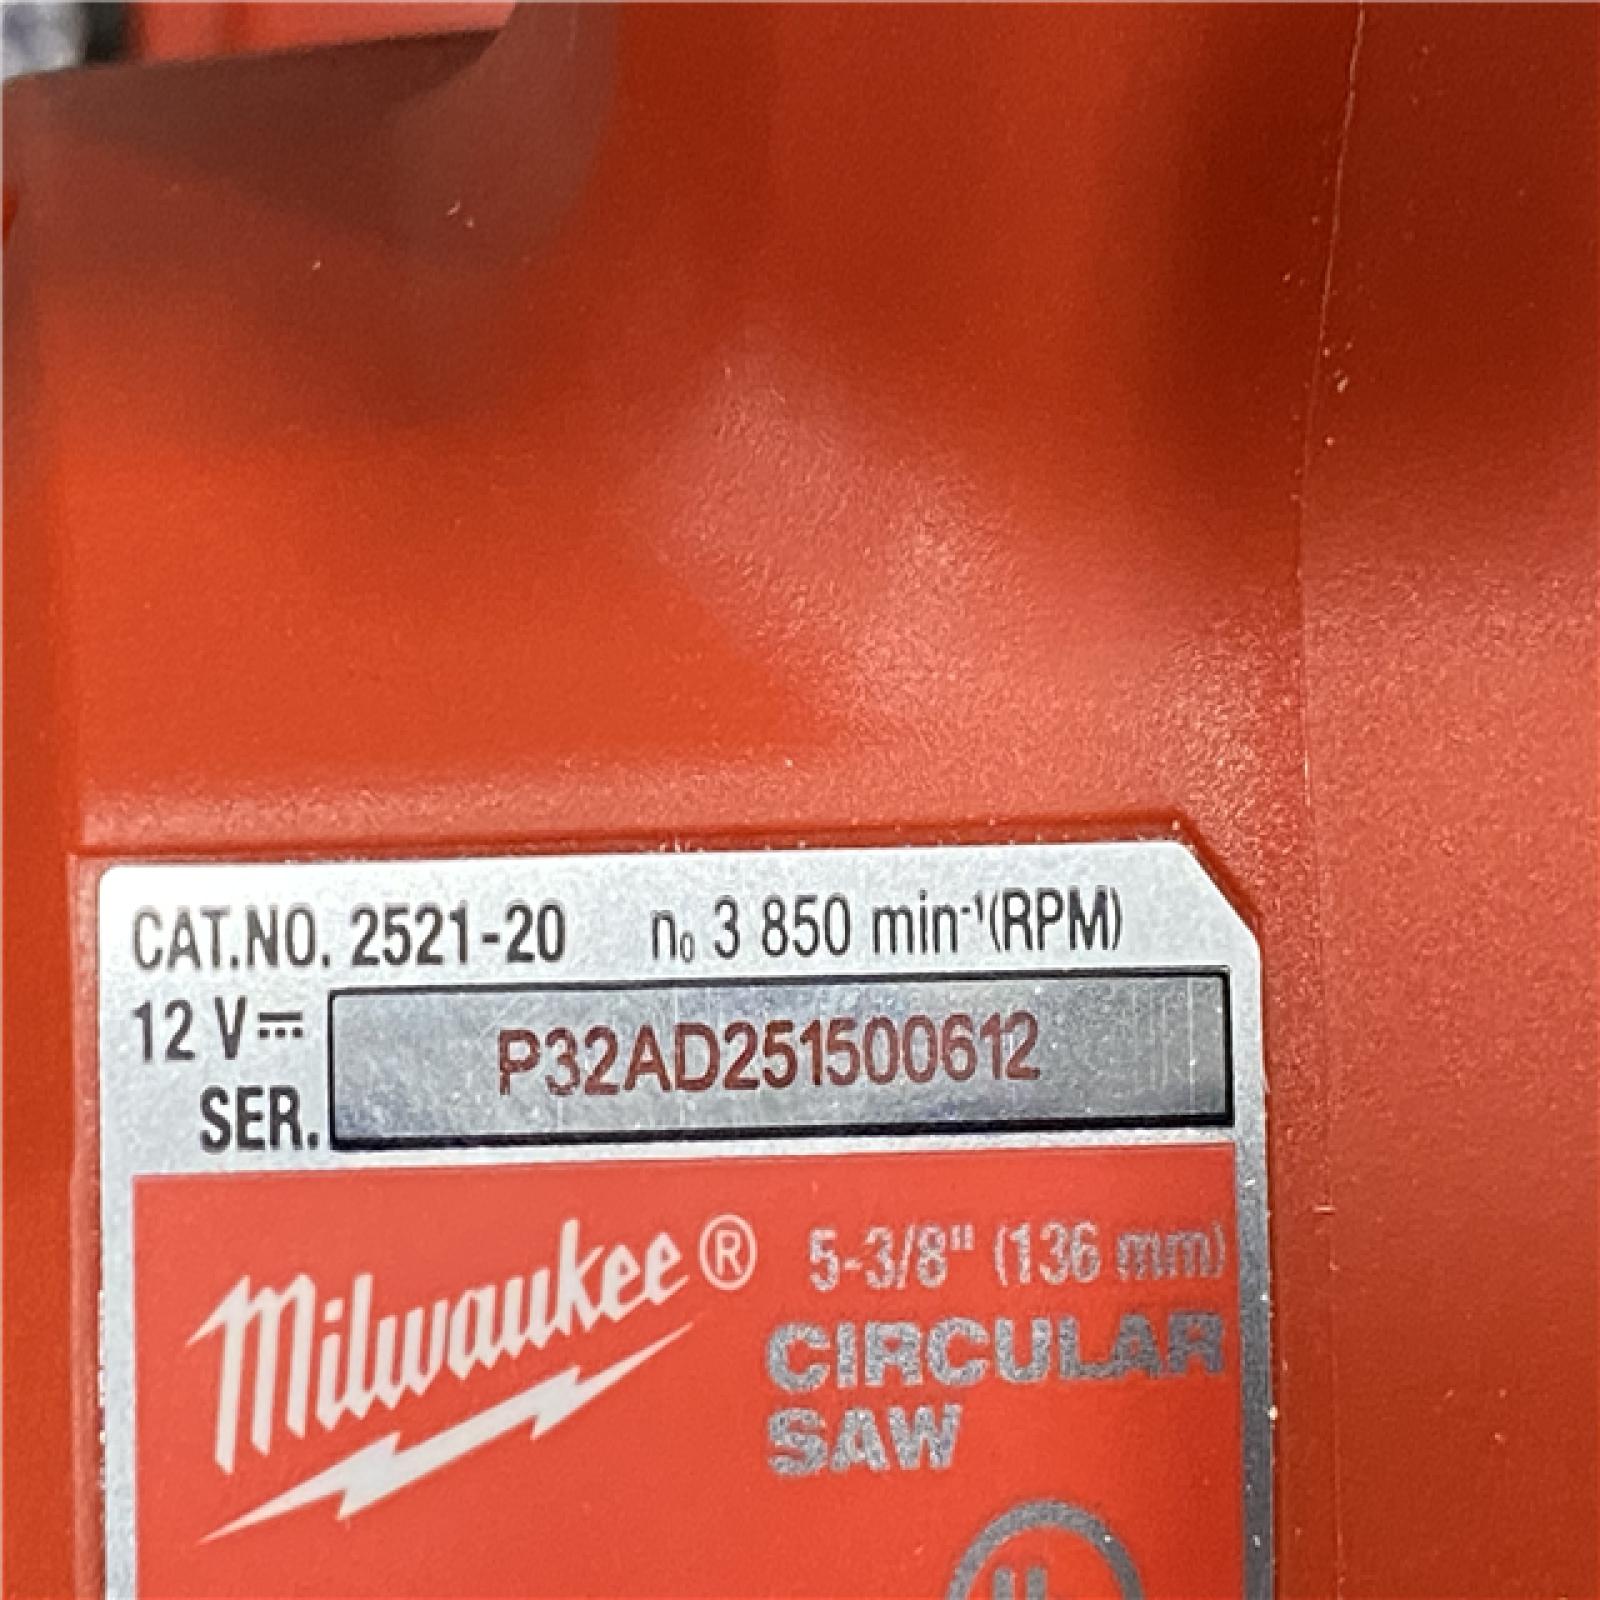 CAT.NO. 2521-20 n₀ 3 850 min⁻¹(RPM)
12 V⎓
SER. P32AD251500612
Milwaukee® 5-3/8" (136 mm)
CIRCULAR
SAW
UL